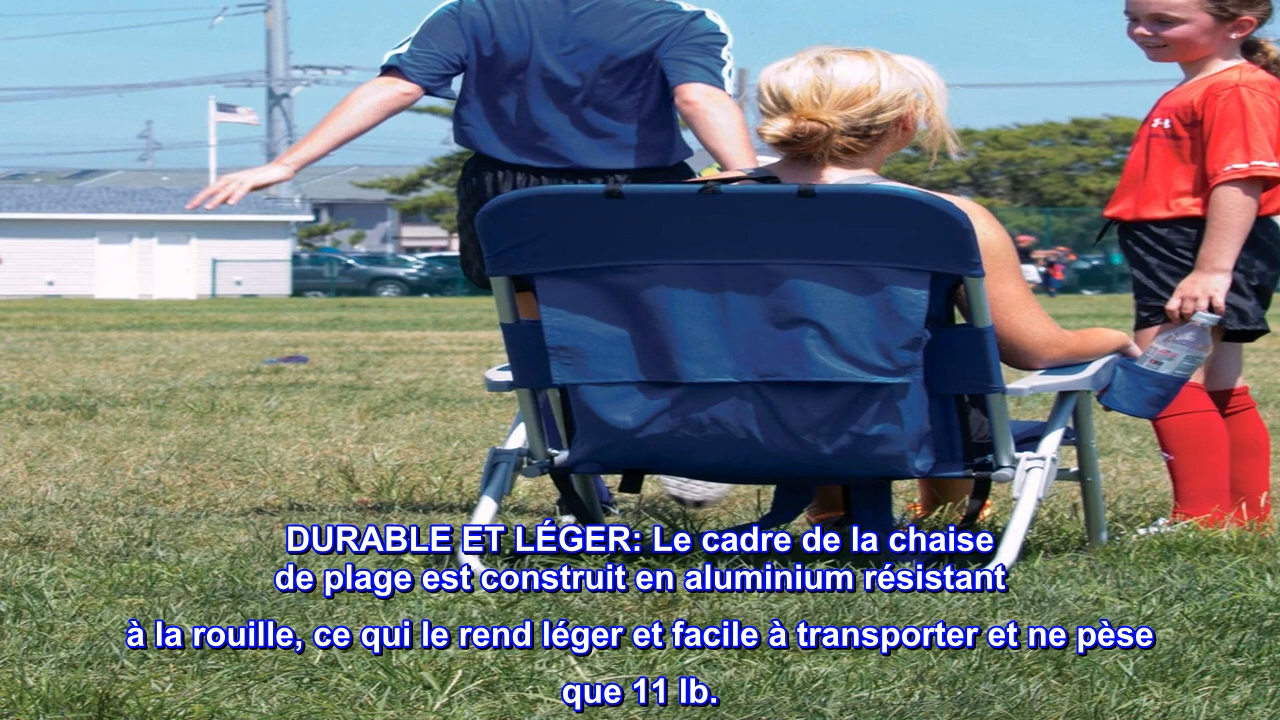 DURABLE ET LÉGER: Le cadre de la chaise
de plage est construit en aluminium résistant
à la rouille, ce qui le rend léger et facile à transporter et ne pèse
que 11 lb.